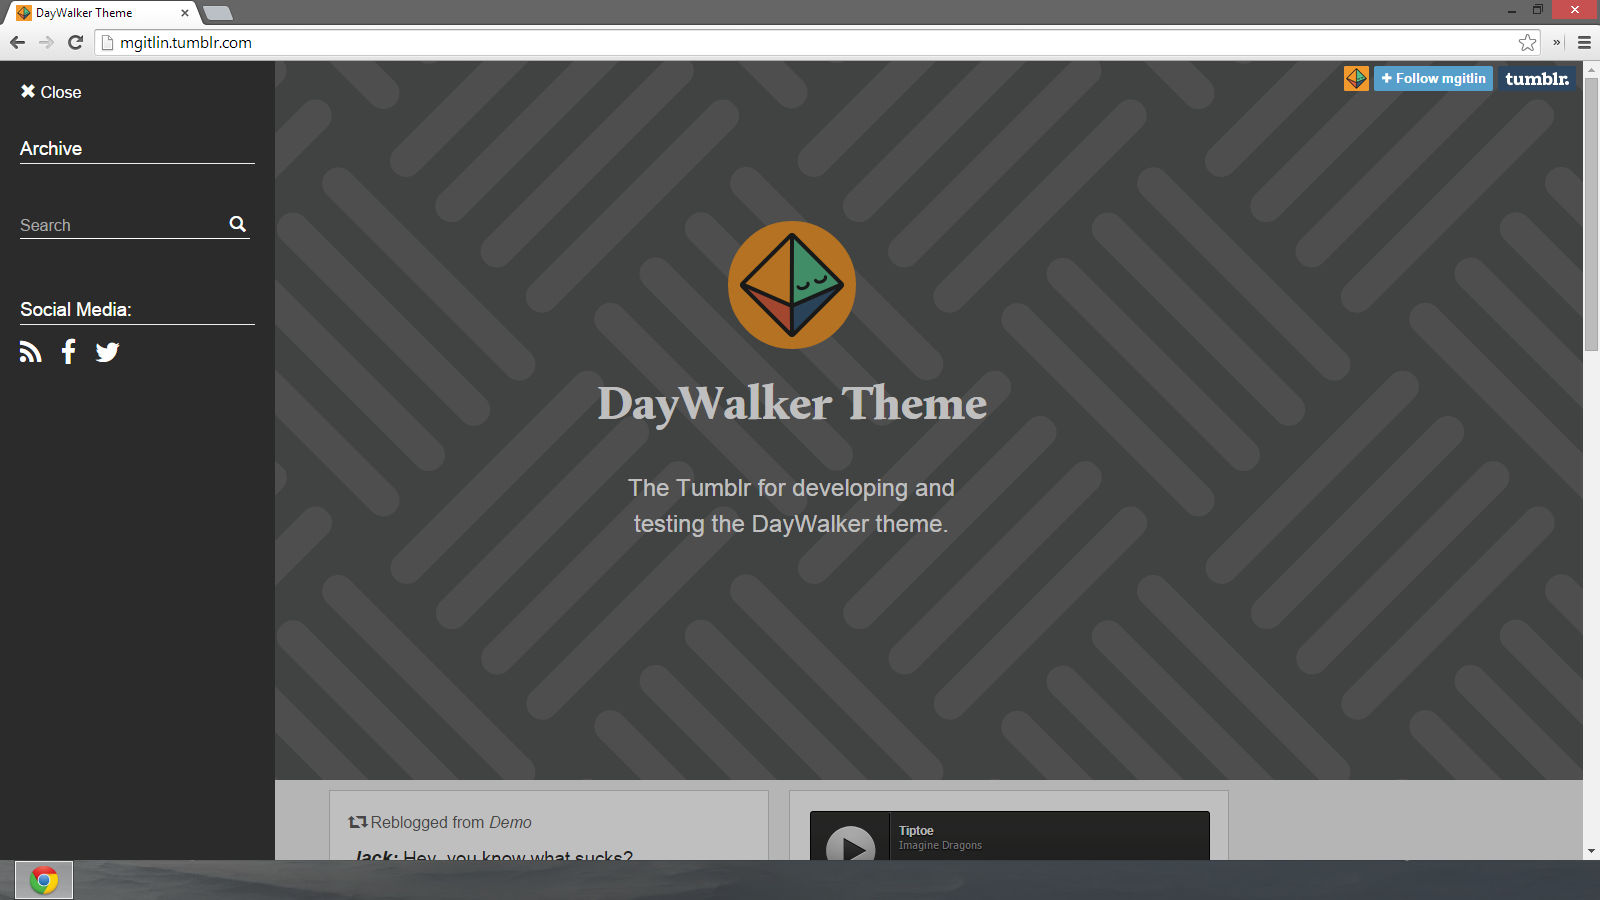 DayWalker Theme
mgitlin.tumblr.com
Close
Archive
Search
Social Media:
+ Follow mgitlin
tumblr.
DayWalker Theme
The Tumblr for developing and
testing the DayWalker theme.
Reblogged from Demo
Jack: Hey, you know what sucks?
Tiptoe
Imagine Dragons